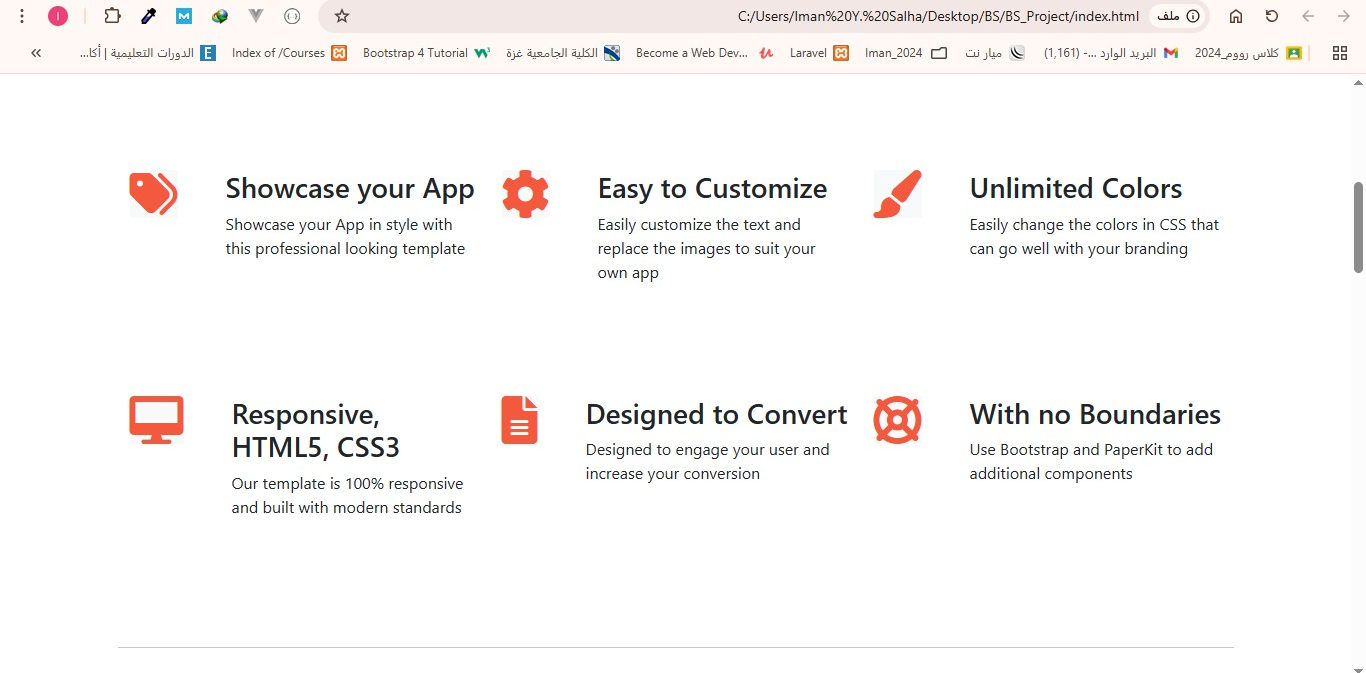 C:/Users/Iman%20Y.%20Salha/Desktop/BS/BS_Project/index.html
ملف
كلاس رووم_2024
البريد الوارد ...- (1,161)
ميار نت
Iman_2024
Laravel
Become a Web Dev...
الكلية الجامعية غزة
Bootstrap 4 Tutorial
Index of /Courses
الدورات التعليمية | أكا...
Showcase your App
Showcase your App in style with
this professional looking template
Easy to Customize
Easily customize the text and
replace the images to suit your
own app
Unlimited Colors
Easily change the colors in CSS that
can go well with your branding
Responsive,
HTML5, CSS3
Our template is 100% responsive
and built with modern standards
Designed to Convert
Designed to engage your user and
increase your conversion
With no Boundaries
Use Bootstrap and PaperKit to add
additional components